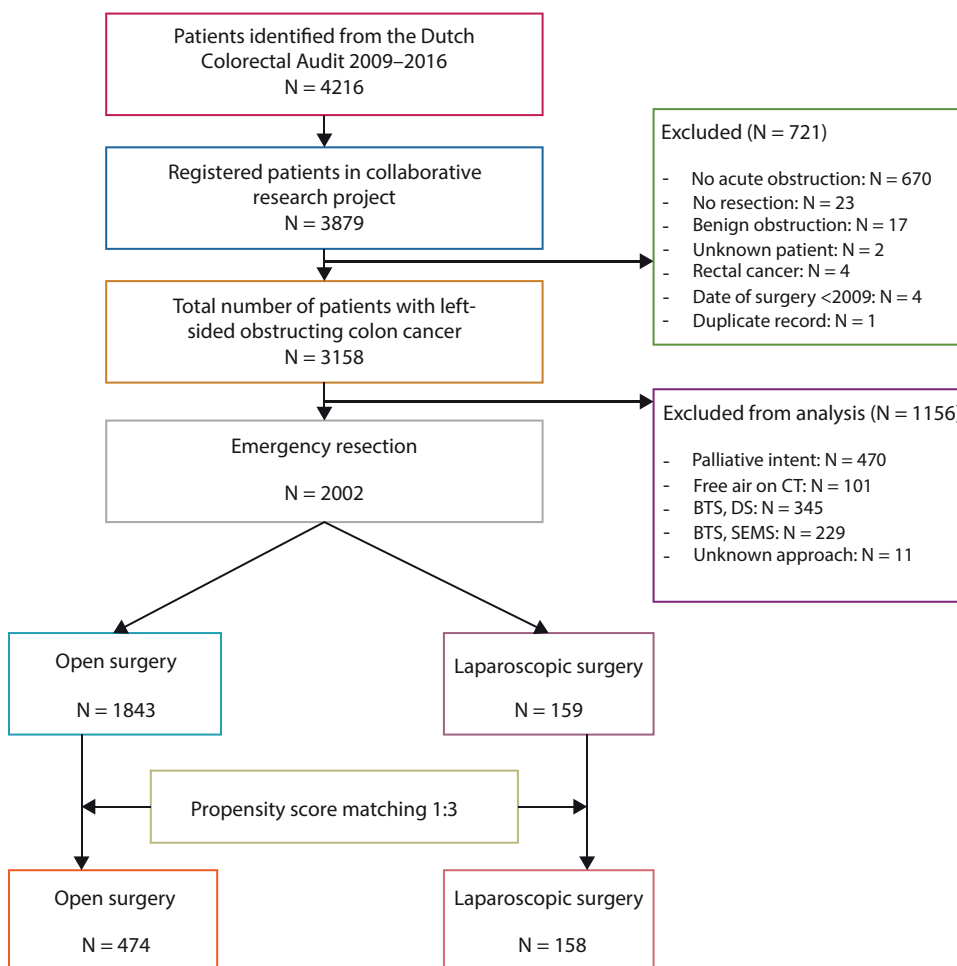 Patients identified from the Dutch
Colorectal Audit 2009–2016
N = 4216
Registered patients in collaborative
research project
N = 3879
Excluded (N = 721)
- No acute obstruction: N = 670
- No resection: N = 23
- Benign obstruction: N = 17
- Unknown patient: N = 2
- Rectal cancer: N = 4
- Date of surgery <2009: N = 4
- Duplicate record: N = 1
Total number of patients with left-
sided obstructing colon cancer
N = 3158
Excluded from analysis (N = 1156)
- Palliative intent: N = 470
- Free air on CT: N = 101
- BTS, DS: N = 345
- BTS, SEMS: N = 229
- Unknown approach: N = 11
Emergency resection
N = 2002
Open surgery
N = 1843
Laparoscopic surgery
N = 159
Propensity score matching 1:3
Open surgery
N = 474
Laparoscopic surgery
N = 158